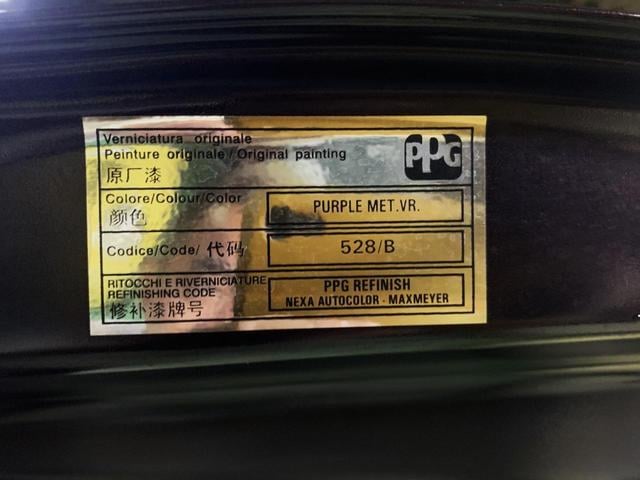 Verniciatura originale
Peinture originale/Original painting
原厂漆
PPG
Colore/Colour/Color
颜色
PURPLE MET.VR.
Codice/Code/代码
528/B
RITOCCHI E RIVERNICIATURE
REFINISHING CODE
修补漆牌号
PPG REFINISH
NEXA AUTOCOLOR - MAXMEYER